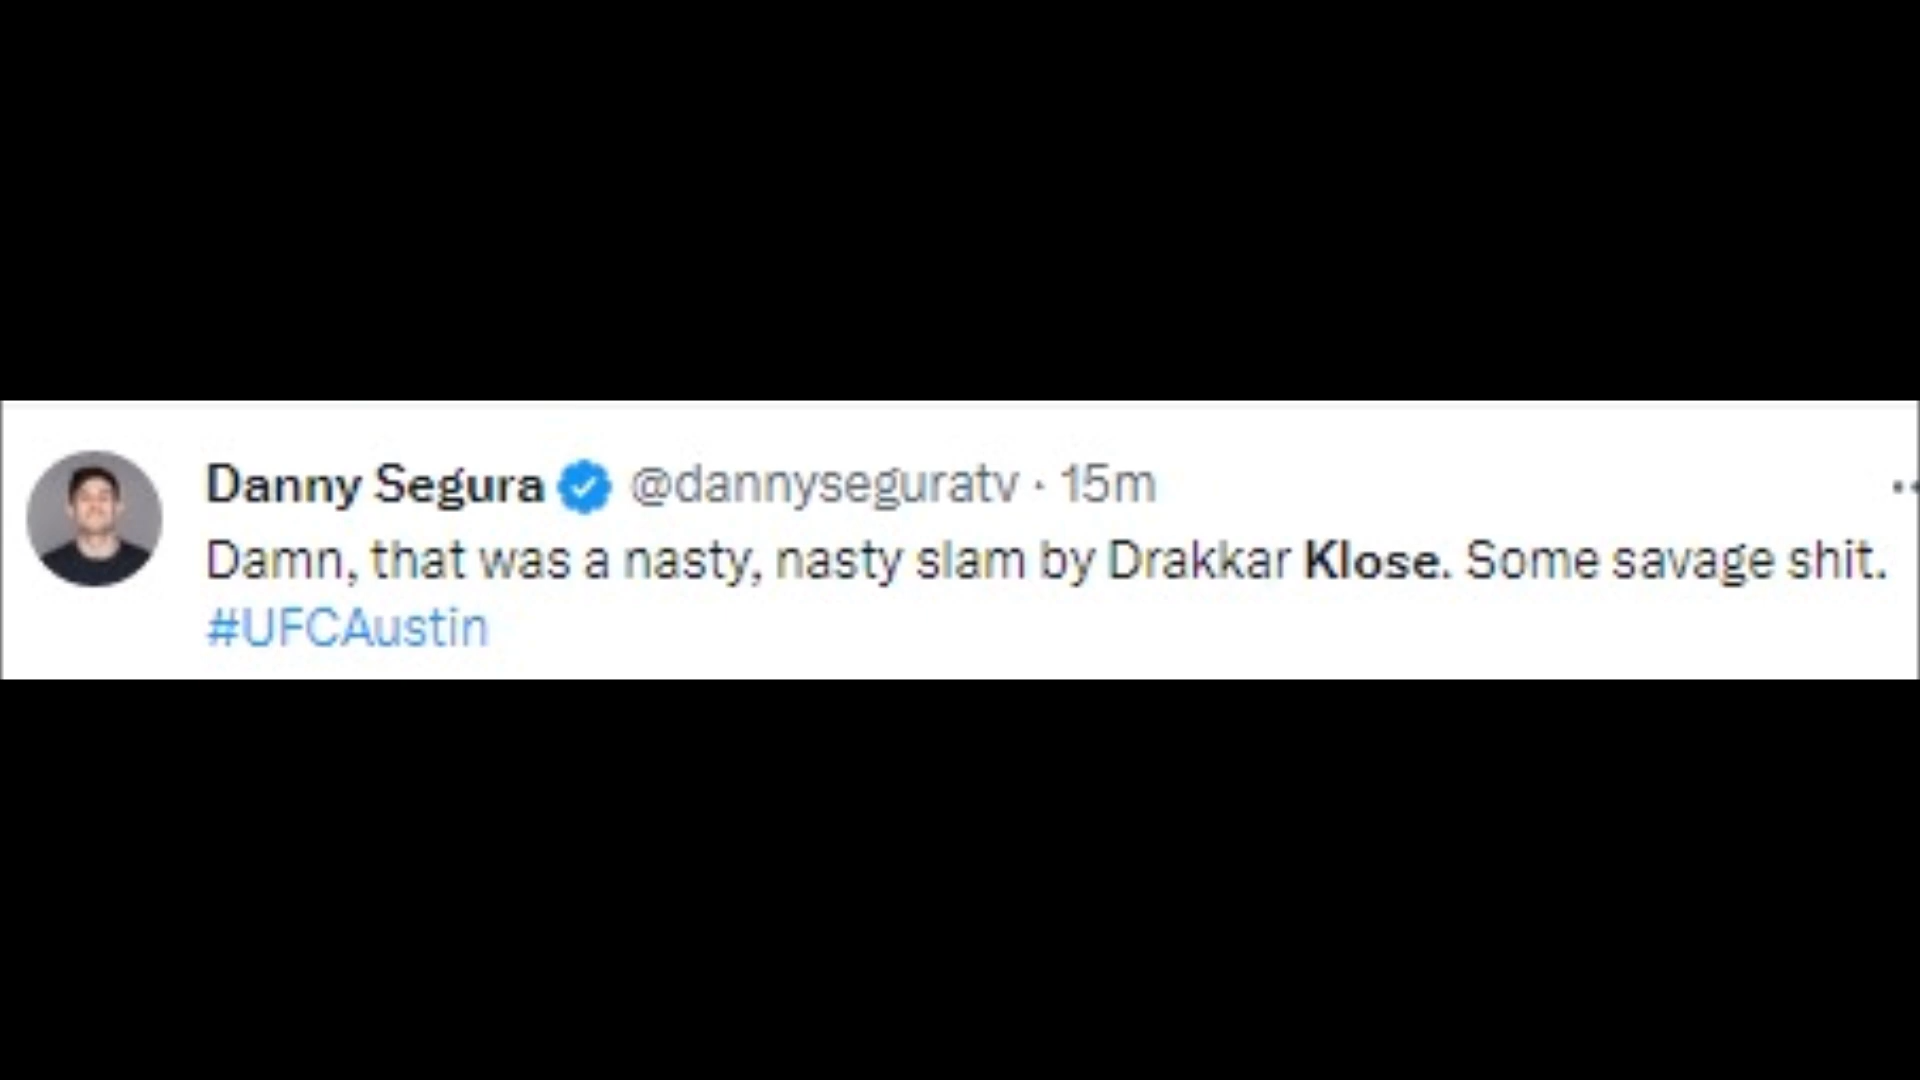 Danny Segura @dannyseguratv · 15m
Damn, that was a nasty, nasty slam by Drakkar Klose. Some savage shit.
#UFCAustin